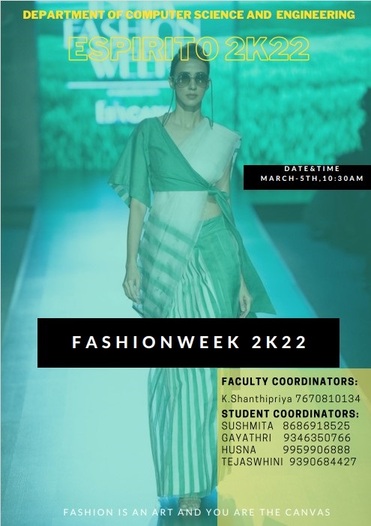 DEPARTMENT OF COMPUTER SCIENCE AND ENGINEERING
ESPIRITO 2K22
FASHION
WEEK
DATE&TIME
MARCH-5TH,10:30AM
FASHIONWEEK 2K22
FACULTY COORDINATORS:
K.Shanthipriya 7670810134
STUDENT COORDINATORS:
SUSHMITA 8686918525
GAYATHRI 9346350766
HUSNA 9959906888
TEJASWHINI 9390684427
FASHION IS AN ART AND YOU ARE THE CANVAS